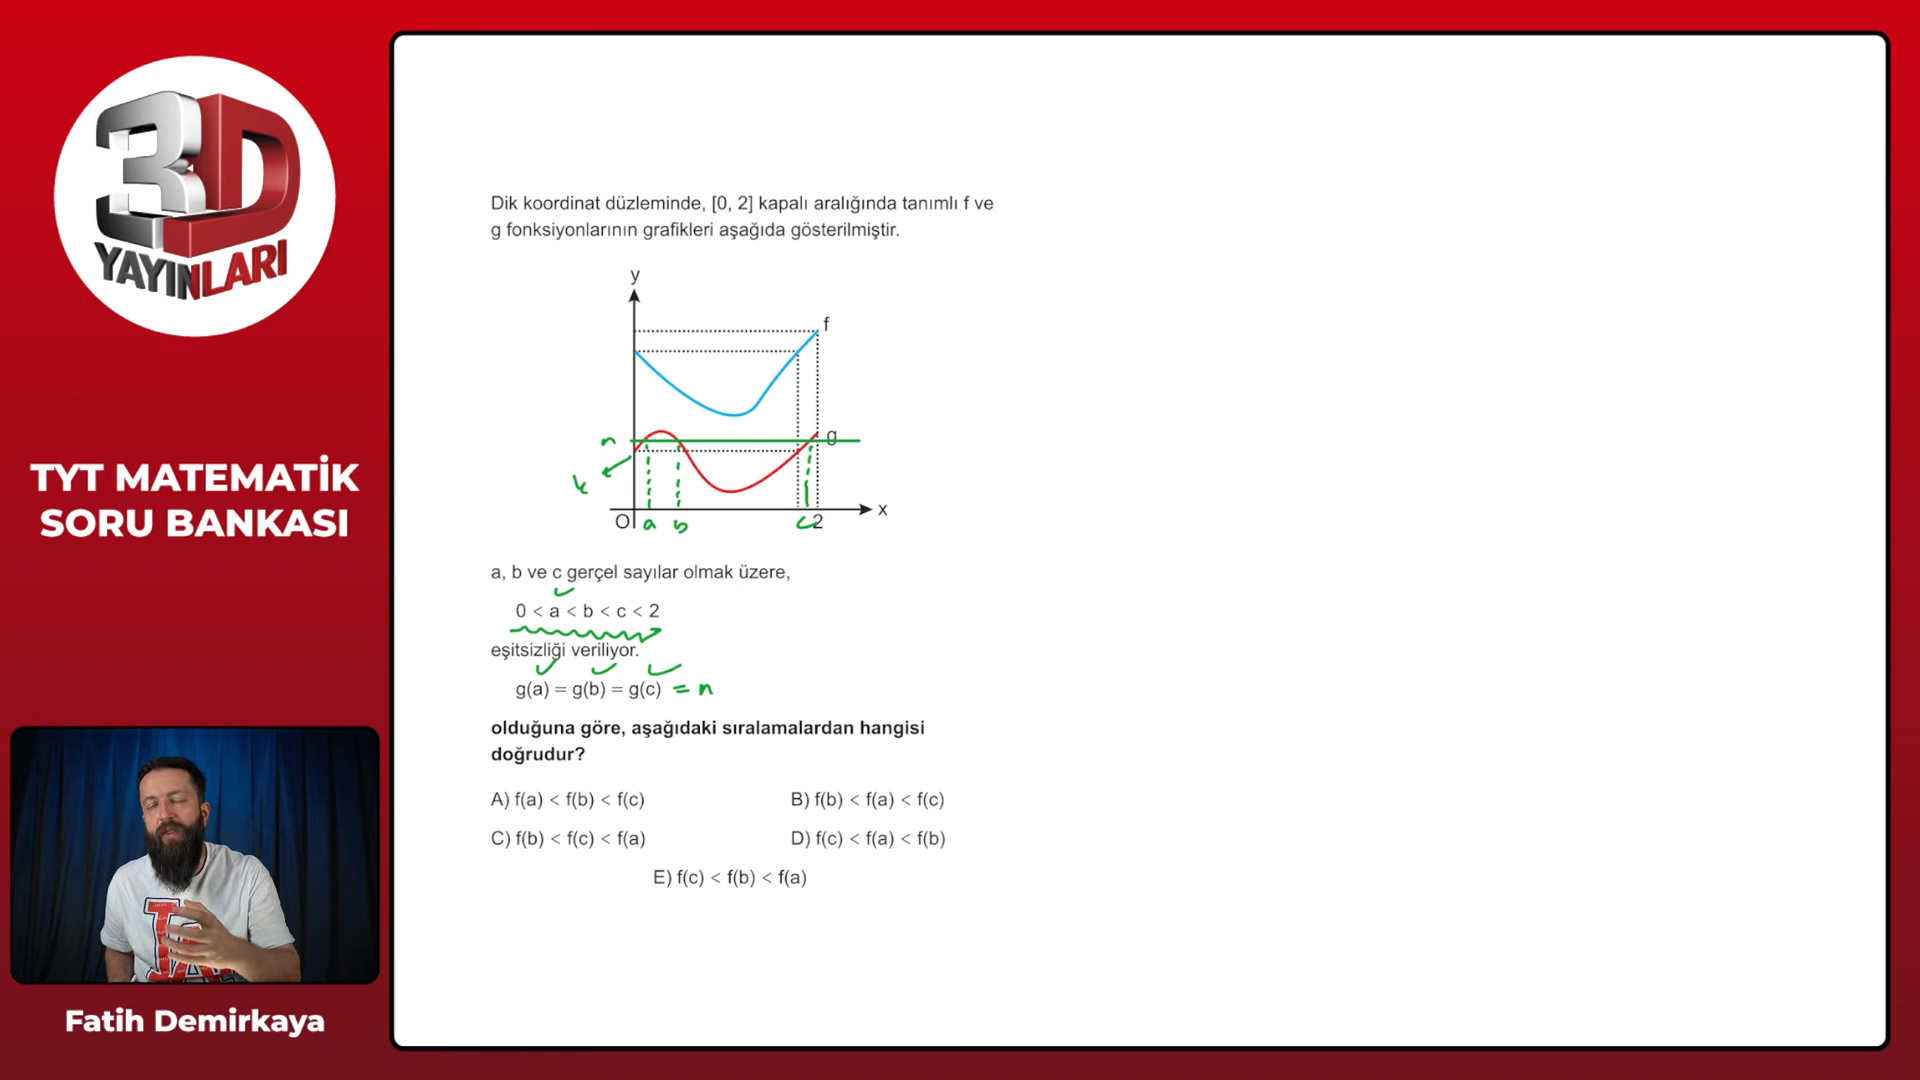 3D
YAYINLARI
TYT MATEMATİK
SORU BANKASI
Fatih Demirkaya
Dik koordinat düzleminde, [0, 2] kapalı aralığında tanımlı f ve
g fonksiyonlarının grafikleri aşağıda gösterilmiştir.
y
f
n
g
k
O a b c 2
x
a, b ve c gerçel sayılar olmak üzere,
0 < a < b < c < 2
eşitsizliği veriliyor.
g(a) = g(b) = g(c) = n
olduğuna göre, aşağıdaki sıralamalardan hangisi
doğrudur?
A) f(a) < f(b) < f(c)
B) f(b) < f(a) < f(c)
C) f(b) < f(c) < f(a)
D) f(c) < f(a) < f(b)
E) f(c) < f(b) < f(a)